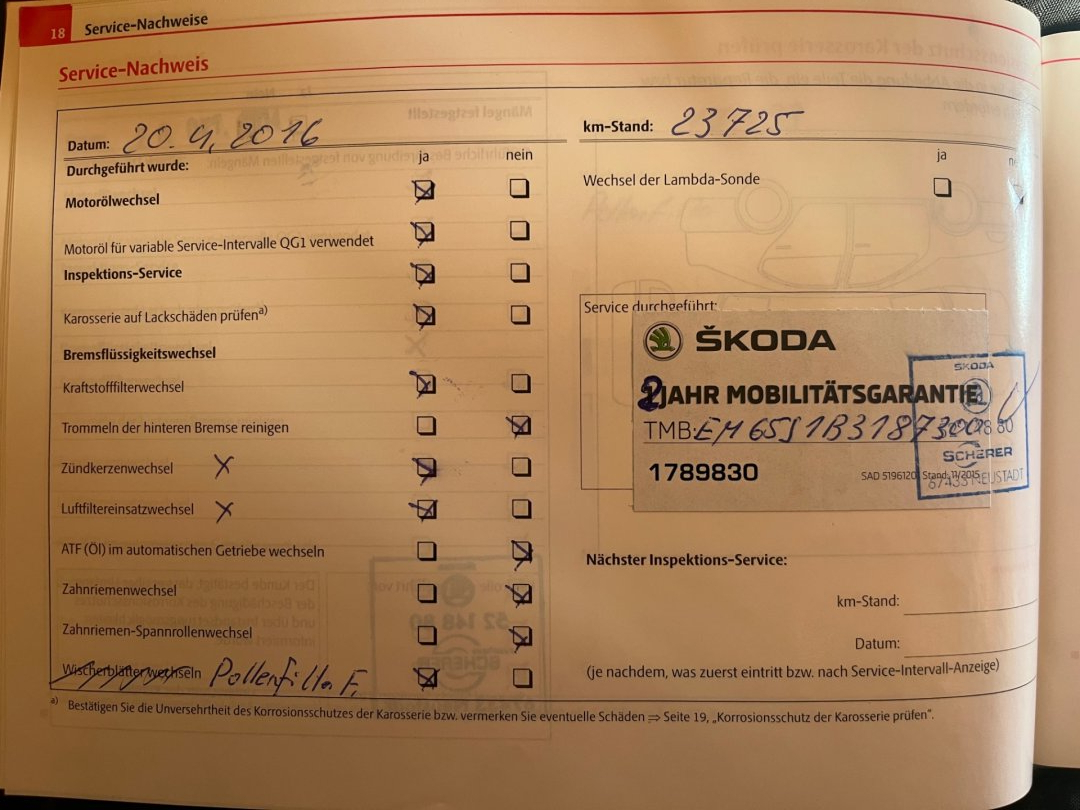 18 Service-Nachweise
Service-Nachweis
Datum: 20.4.2016
km-Stand: 23725
Durchgeführt wurde: ja nein
ja
Motorölwechsel
Wechsel der Lambda-Sonde
Motoröl für variable Service-Intervalle QG1 verwendet
Inspektions-Service
Karosserie auf Lackschäden prüfen a)
Bremsflüssigkeitswechsel
Kraftstofffilterwechsel
Trommeln der hinteren Bremse reinigen
Zündkerzenwechsel X
Luftfiltereinsatzwechsel X
ATF (Öl) im automatischen Getriebe wechseln
Zahnriemenwechsel
Zahnriemen-Spannrollenwechsel
Wischerblätter wechseln
Service durchgeführt:
ŠKODA
2 JAHR MOBILITÄTSGARANTIE
TMB:
1789830
SAD 5196120 Stand: 11/2015
ŠKODA
SCHERER
67433 NEUSTADT
Nächster Inspektions-Service:
km-Stand:
Datum:
(je nachdem, was zuerst eintritt bzw. nach Service-Intervall-Anzeige)
a) Bestätigen Sie die Unversehrtheit des Korrosionsschutzes der Karosserie bzw. vermerken Sie eventuelle Schäden ⇒ Seite 19, „Korrosionsschutz der Karosserie prüfen“.